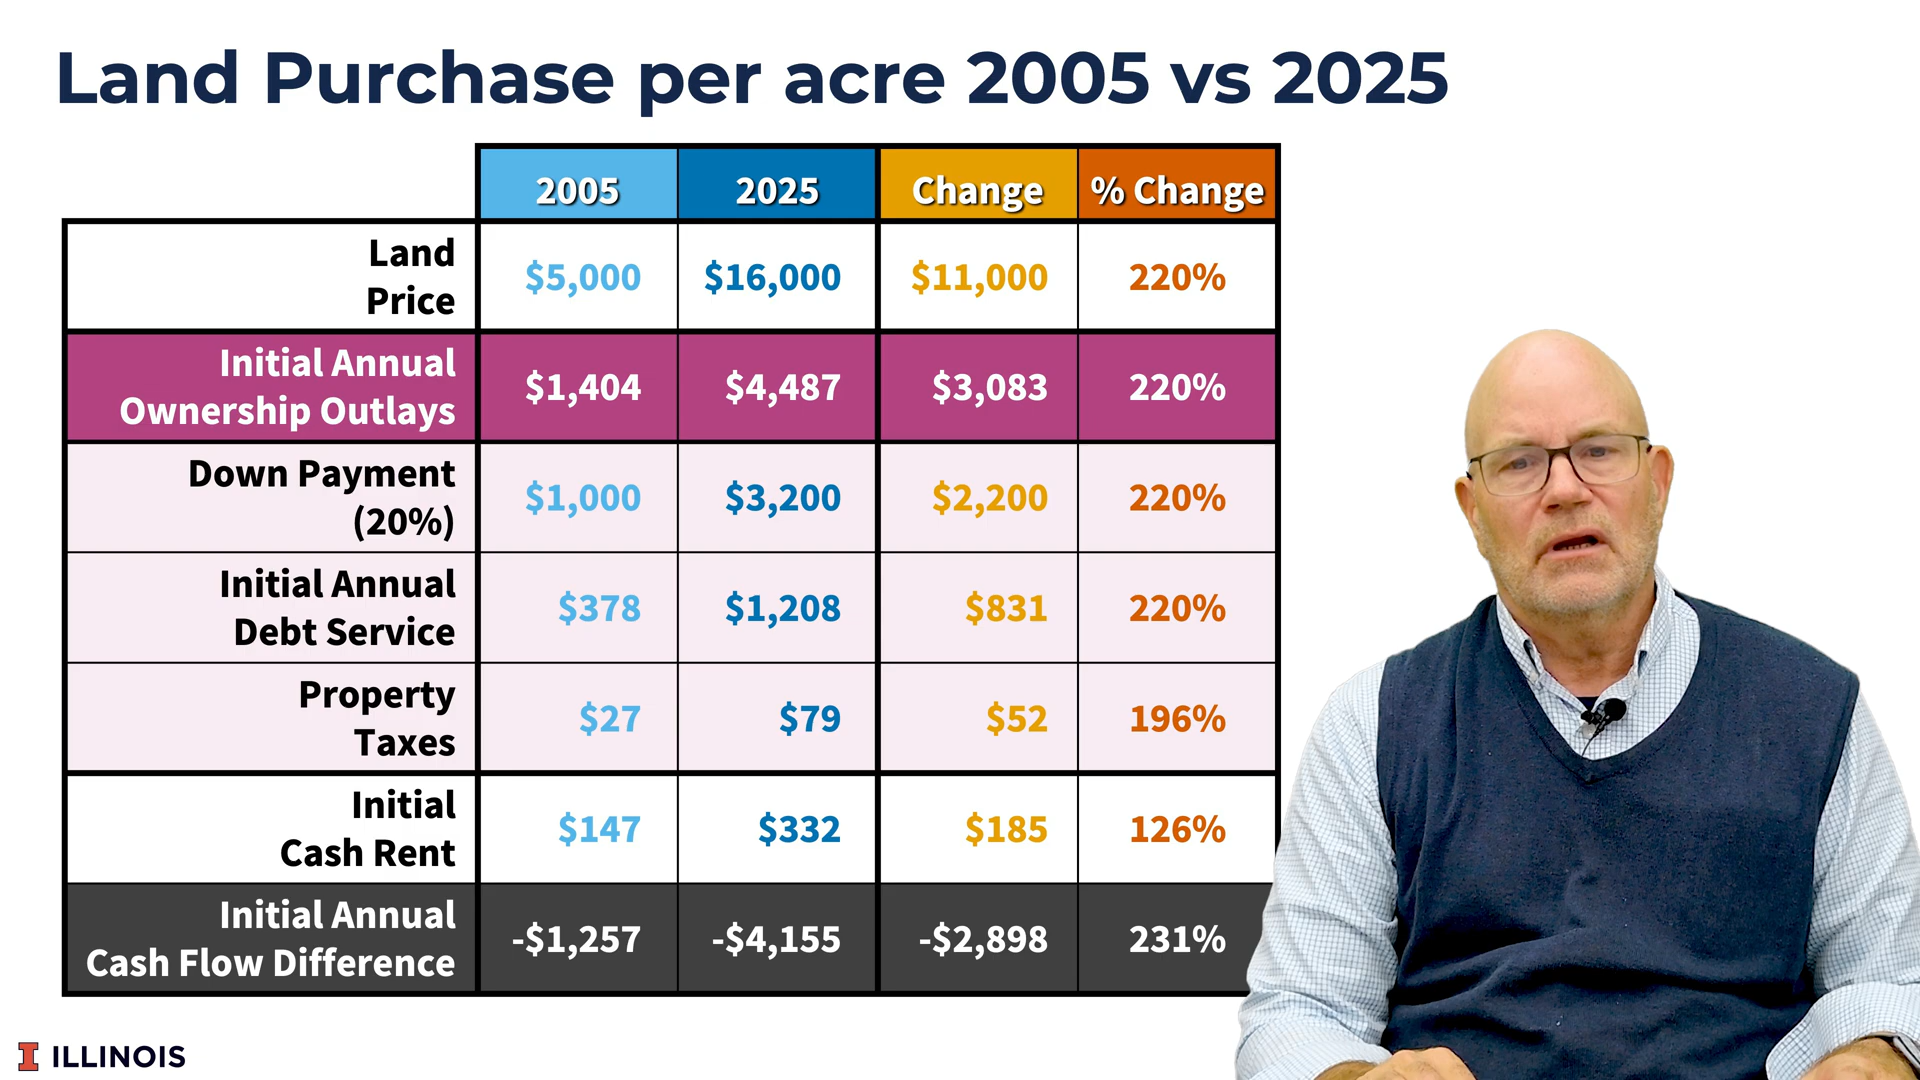 Land Purchase per acre 2005 vs 2025
2005 2025 Change % Change
Land
Price
$5,000 $16,000 $11,000 220%
Initial Annual
Ownership Outlays
$1,404 $4,487 $3,083 220%
Down Payment
(20%)
$1,000 $3,200 $2,200 220%
Initial Annual
Debt Service
$378 $1,208 $831 220%
Property
Taxes
$27 $79 $52 196%
Initial
Cash Rent
$147 $332 $185 126%
Initial Annual
Cash Flow Difference
-$1,257 -$4,155 -$2,898 231%
I ILLINOIS